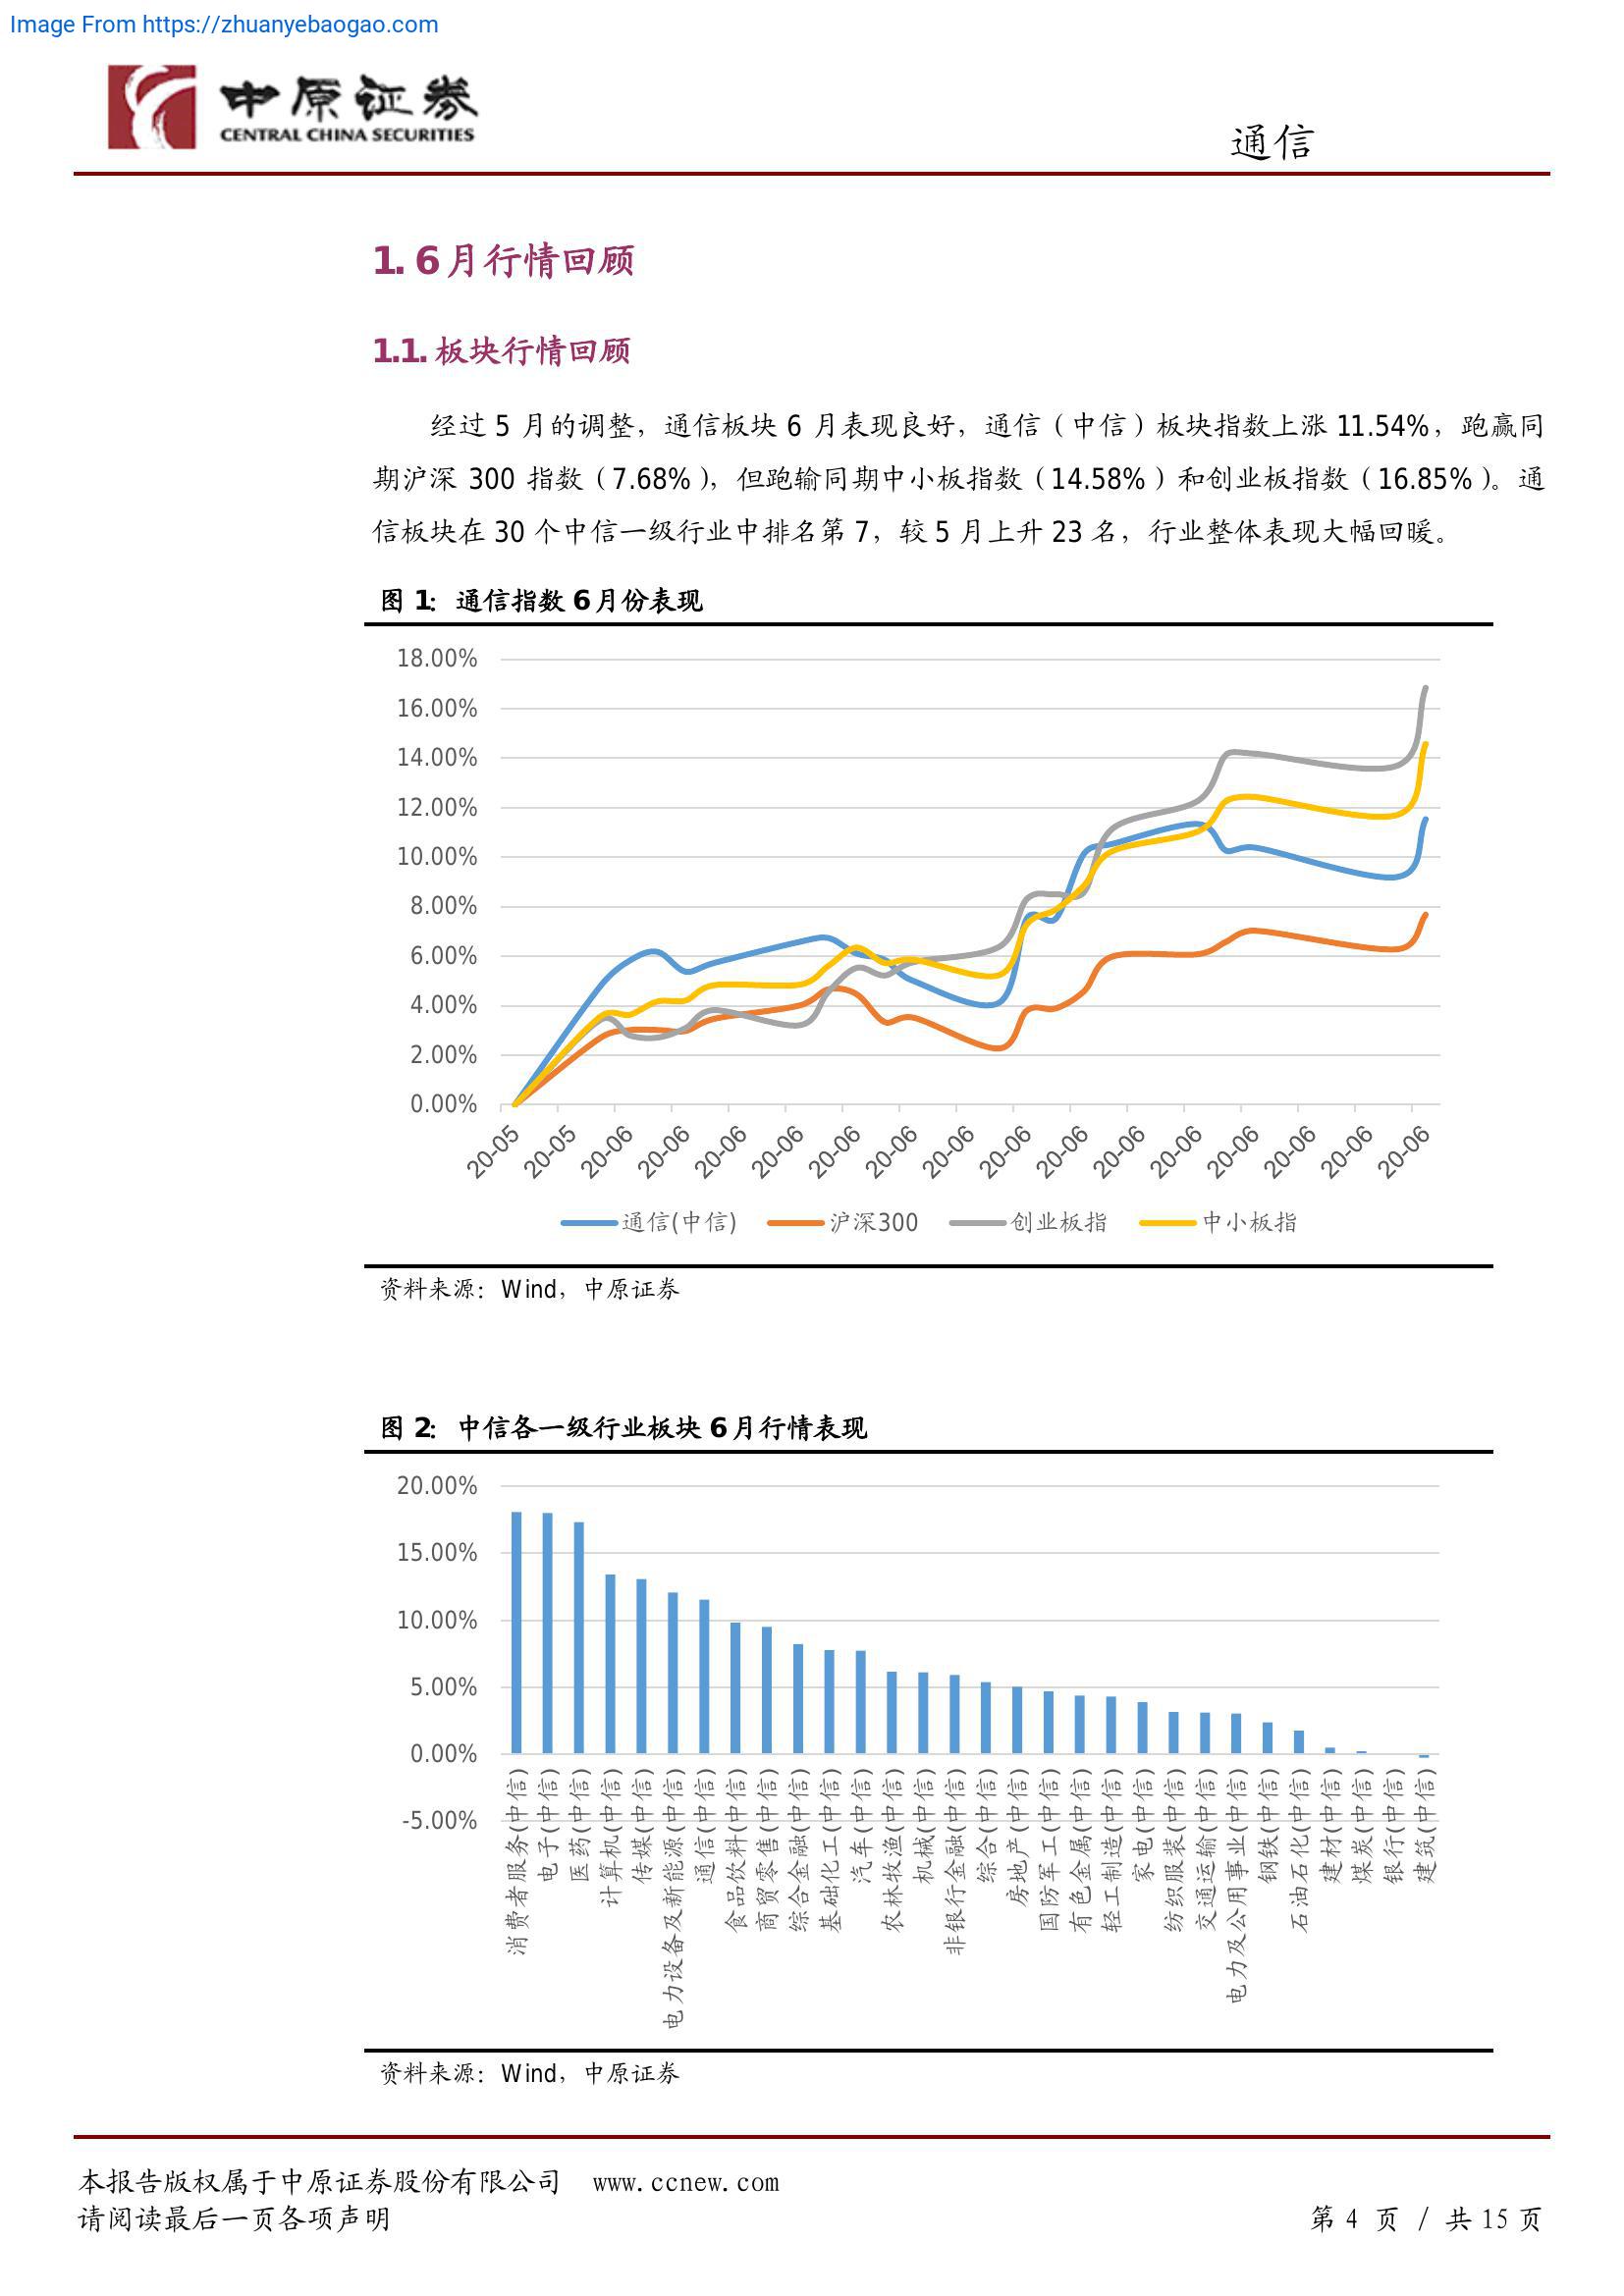 Image From https://zhuanyebaogao.com
中原证券
CENTRAL CHINA SECURITIES
通信
1. 6月行情回顾
1.1. 板块行情回顾
经过 5 月的调整，通信板块 6 月表现良好，通信（中信）板块指数上涨 11.54%，跑赢同
期沪深 300 指数（7.68%），但跑输同期中小板指数（14.58%）和创业板指数（16.85%）。通
信板块在 30 个中信一级行业中排名第 7，较 5 月上升 23 名，行业整体表现大幅回暖。
图 1：通信指数 6 月份表现
18.00%
16.00%
14.00%
12.00%
10.00%
8.00%
6.00%
4.00%
2.00%
0.00%
20-05 20-05 20-06 20-06 20-06 20-06 20-06 20-06 20-06 20-06 20-06 20-06 20-06 20-06 20-06 20-06 20-06
通信(中信) 沪深300 创业板指 中小板指
资料来源：Wind，中原证券
图 2：中信各一级行业板块 6 月行情表现
20.00%
15.00%
10.00%
5.00%
0.00%
-5.00%
消费者服务(中信)
电子(中信)
医药(中信)
计算机(中信)
传媒(中信)
电力设备及新能源(中信)
通信(中信)
食品饮料(中信)
商贸零售(中信)
综合金融(中信)
基础化工(中信)
汽车(中信)
农林牧渔(中信)
机械(中信)
非银行金融(中信)
综合(中信)
房地产(中信)
国防军工(中信)
有色金属(中信)
轻工制造(中信)
家电(中信)
纺织服装(中信)
交通运输(中信)
电力及公用事业(中信)
钢铁(中信)
石油石化(中信)
建材(中信)
煤炭(中信)
银行(中信)
建筑(中信)
资料来源：Wind，中原证券
本报告版权属于中原证券股份有限公司 www.ccnew.com
请阅读最后一页各项声明
第 4 页 / 共 15 页